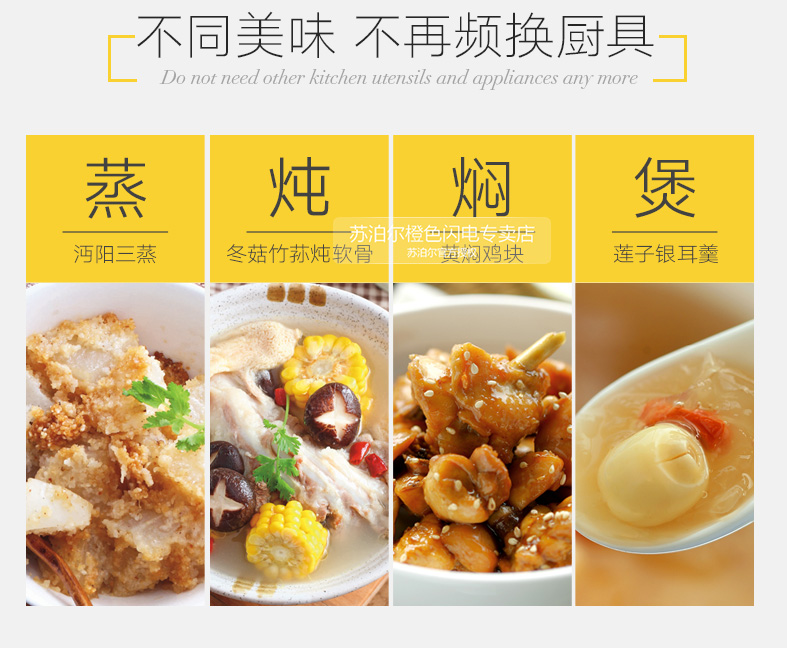 不同美味 不再频换厨具
Do not need other kitchen utensils and appliances any more
蒸
炖
焖
煲
沔阳三蒸
冬菇竹荪炖软骨
黄焖鸡块
莲子银耳羹
苏泊尔橙色闪电专卖店